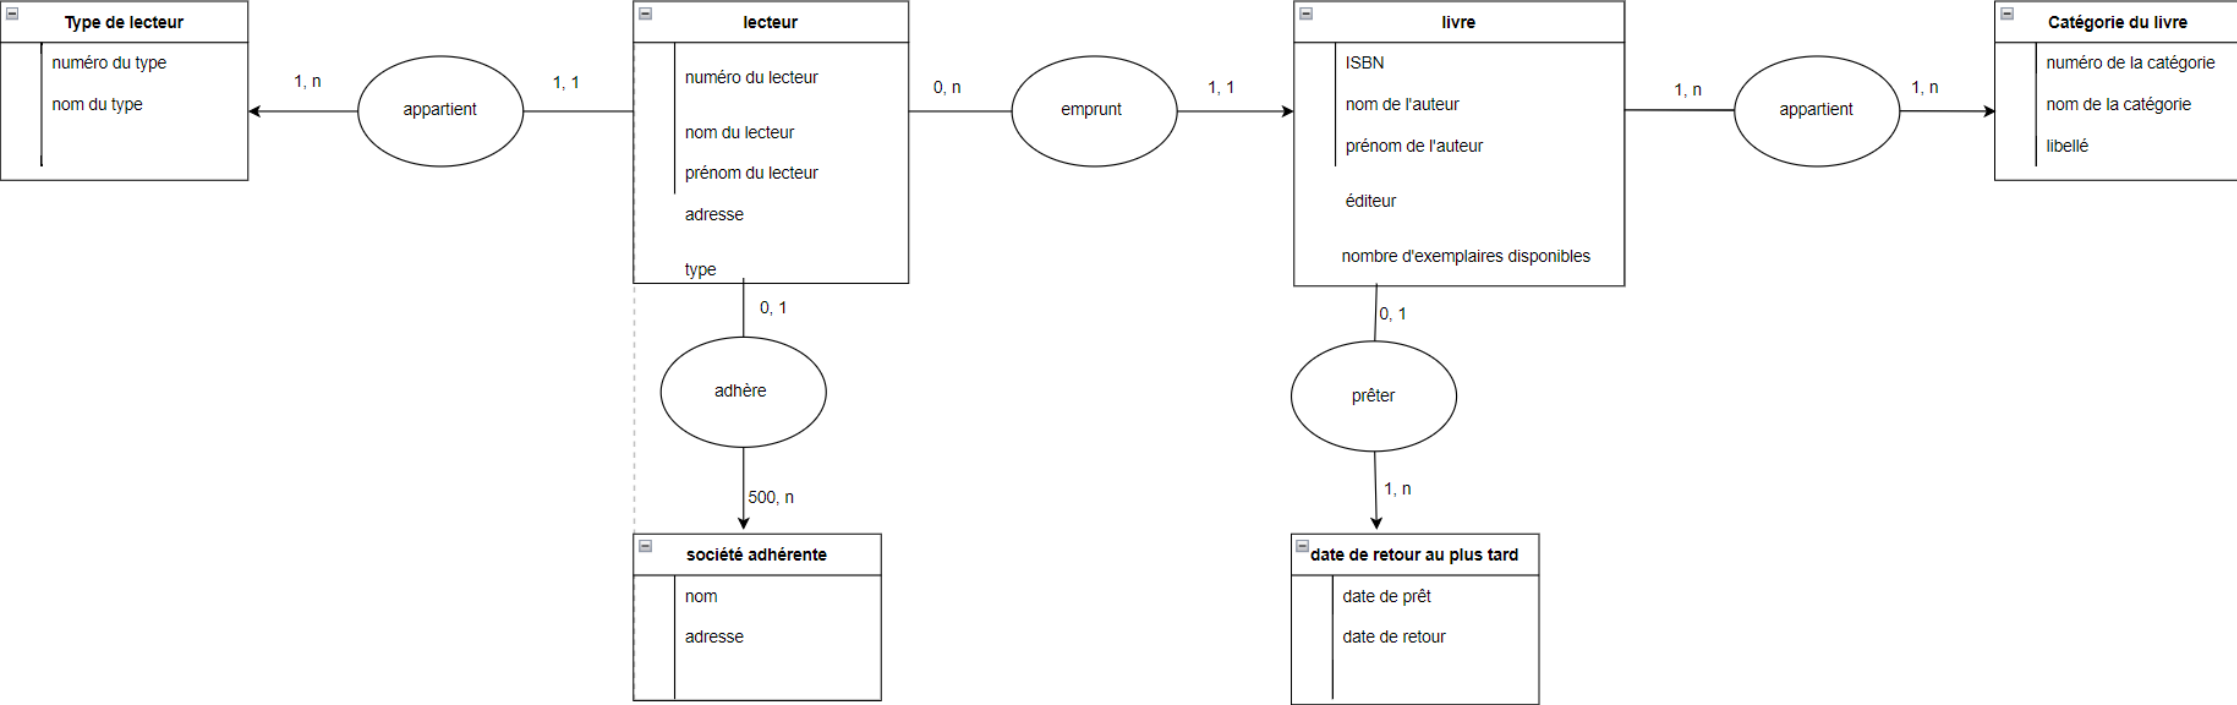 Type de lecteur
numéro du type
nom du type
1, n
appartient
1, 1
lecteur
numéro du lecteur
nom du lecteur
prénom du lecteur
adresse
type
0, n
emprunt
1, 1
livre
ISBN
nom de l'auteur
prénom de l'auteur
éditeur
nombre d'exemplaires disponibles
1, n
appartient
1, n
Catégorie du livre
numéro de la catégorie
nom de la catégorie
libellé
0, 1
adhère
500, n
société adhérente
nom
adresse
0, 1
prêter
1, n
date de retour au plus tard
date de prêt
date de retour